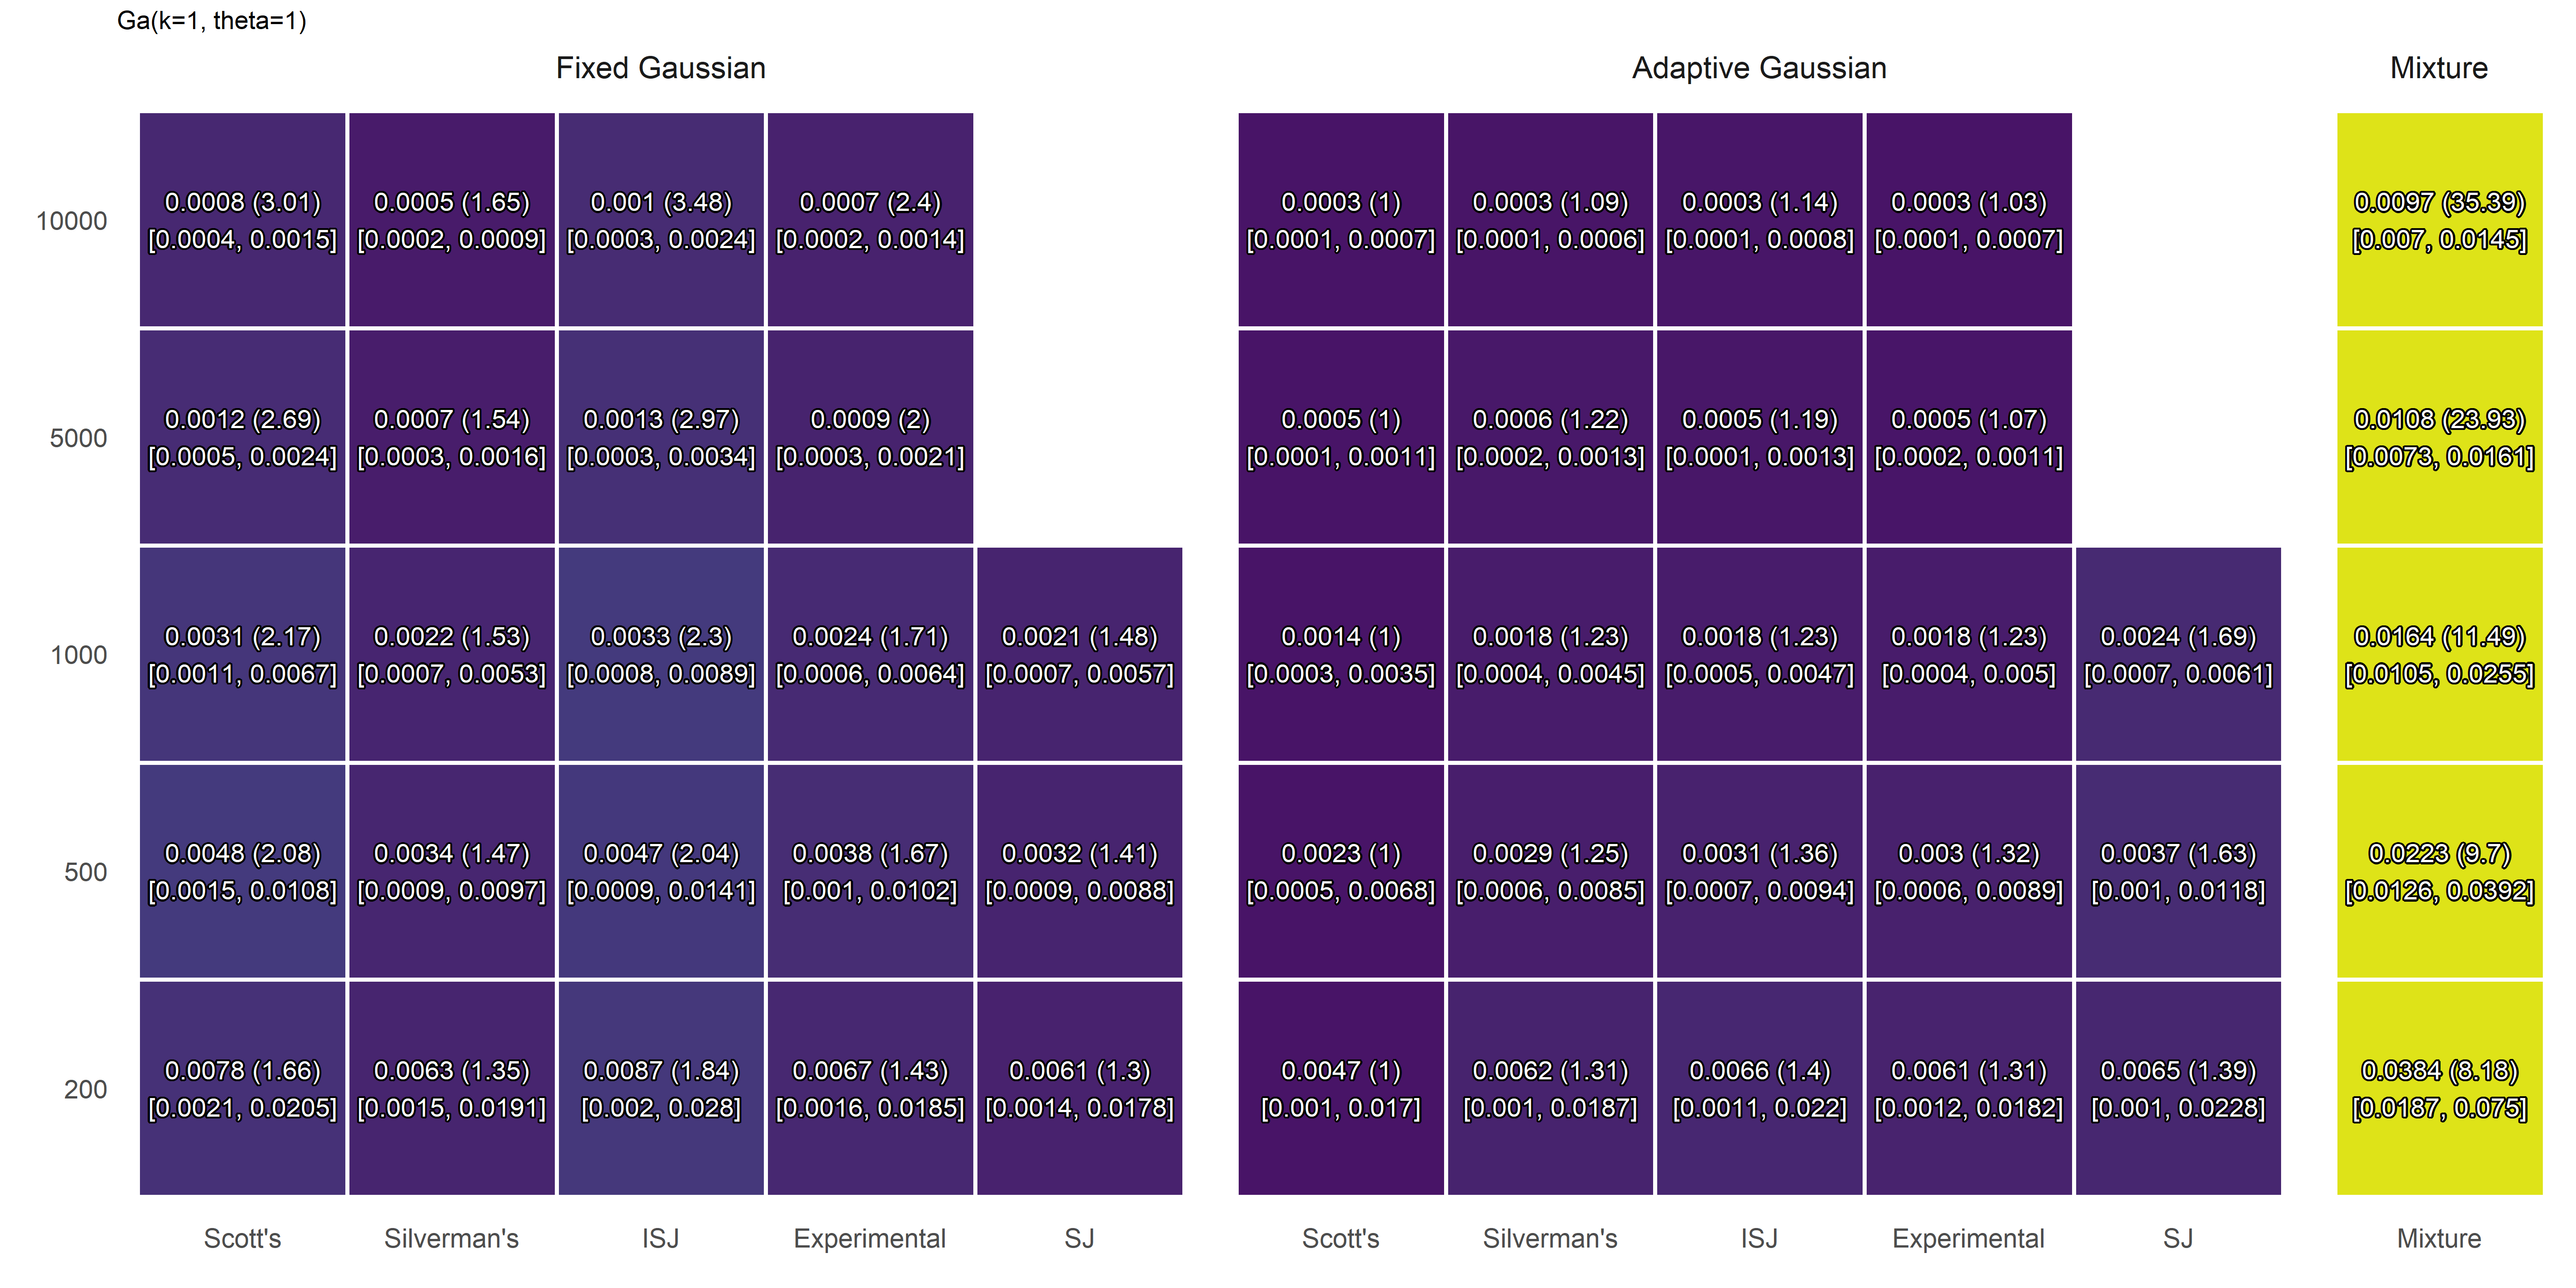 Ga(k=1, theta=1)
Fixed Gaussian Adaptive Gaussian Mixture
0.0008 (3.01) 0.0005 (1.65) 0.001 (3.48) 0.0007 (2.4) 0.0003 (1) 0.0003 (1.09) 0.0003 (1.14) 0.0003 (1.03) 0.0097 (35.39)
10000
[0.0004, 0.0015] [0.0002, 0.0009] [0.0003, 0.0024] [0.0002, 0.0014] [0.0001, 0.0007] [0.0001, 0.0006] [0.0001, 0.0008] [0.0001, 0.0007] [0.007, 0.0145]
0.0012 (2.69) 0.0007 (1.54) 0.0013 (2.97) 0.0009 (2) 0.0005 (1) 0.0006 (1.22) 0.0005 (1.19) 0.0005 (1.07) 0.0108 (23.93)
5000
[0.0005, 0.0024] [0.0003, 0.0016] [0.0003, 0.0034] [0.0003, 0.0021] [0.0001, 0.0011] [0.0002, 0.0013] [0.0001, 0.0013] [0.0002, 0.0011] [0.0073, 0.0161]
0.0031 (2.17) 0.0022 (1.53) 0.0033 (2.3) 0.0024 (1.71) 0.0021 (1.48) 0.0014 (1) 0.0018 (1.23) 0.0018 (1.23) 0.0018 (1.23) 0.0024 (1.69) 0.0164 (11.49)
1000
[0.0011, 0.0067] [0.0007, 0.0053] [0.0008, 0.0089] [0.0006, 0.0064] [0.0007, 0.0057] [0.0003, 0.0035] [0.0004, 0.0045] [0.0005, 0.0047] [0.0004, 0.005] [0.0007, 0.0061] [0.0105, 0.0255]
0.0048 (2.08) 0.0034 (1.47) 0.0047 (2.04) 0.0038 (1.67) 0.0032 (1.41) 0.0023 (1) 0.0029 (1.25) 0.0031 (1.36) 0.003 (1.32) 0.0037 (1.63) 0.0223 (9.7)
500
[0.0015, 0.0108] [0.0009, 0.0097] [0.0009, 0.0141] [0.001, 0.0102] [0.0009, 0.0088] [0.0005, 0.0068] [0.0006, 0.0085] [0.0007, 0.0094] [0.0006, 0.0089] [0.001, 0.0118] [0.0126, 0.0392]
0.0078 (1.66) 0.0063 (1.35) 0.0087 (1.84) 0.0067 (1.43) 0.0061 (1.3) 0.0047 (1) 0.0062 (1.31) 0.0066 (1.4) 0.0061 (1.31) 0.0065 (1.39) 0.0384 (8.18)
200
[0.0021, 0.0205] [0.0015, 0.0191] [0.002, 0.028] [0.0016, 0.0185] [0.0014, 0.0178] [0.001, 0.017] [0.001, 0.0187] [0.0011, 0.022] [0.0012, 0.0182] [0.001, 0.0228] [0.0187, 0.075]
Scott's Silverman's ISJ Experimental SJ Scott's Silverman's ISJ Experimental SJ Mixture